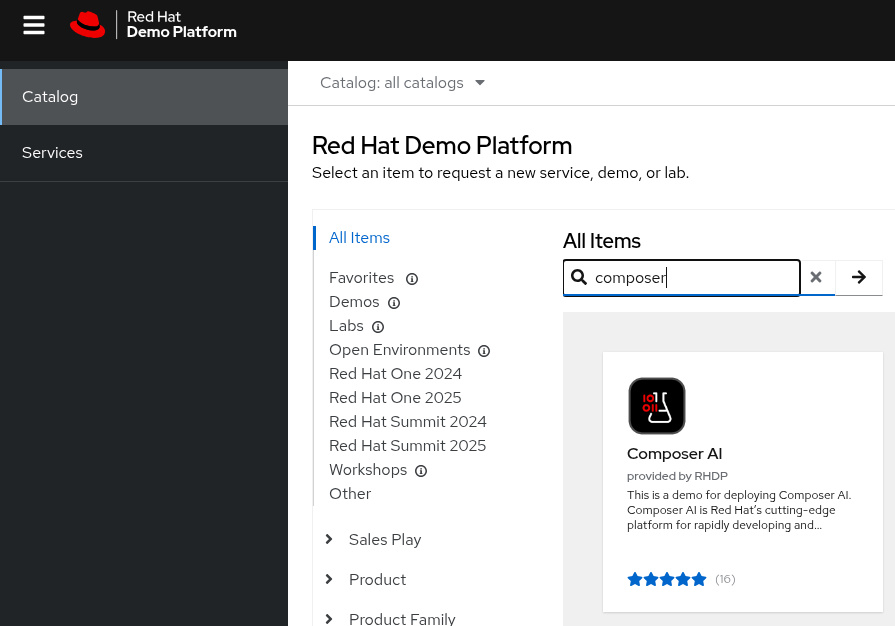 Red Hat
Demo Platform
Catalog
Services
Catalog: all catalogs
Red Hat Demo Platform
Select an item to request a new service, demo, or lab.
All Items
Favorites
Demos
Labs
Open Environments
Red Hat One 2024
Red Hat One 2025
Red Hat Summit 2024
Red Hat Summit 2025
Workshops
Other
Sales Play
Product
Product Family
All Items
composer
Composer AI
provided by RHDP
This is a demo for deploying Composer AI.
Composer AI is Red Hat's cutting-edge
platform for rapidly developing and...
(16)